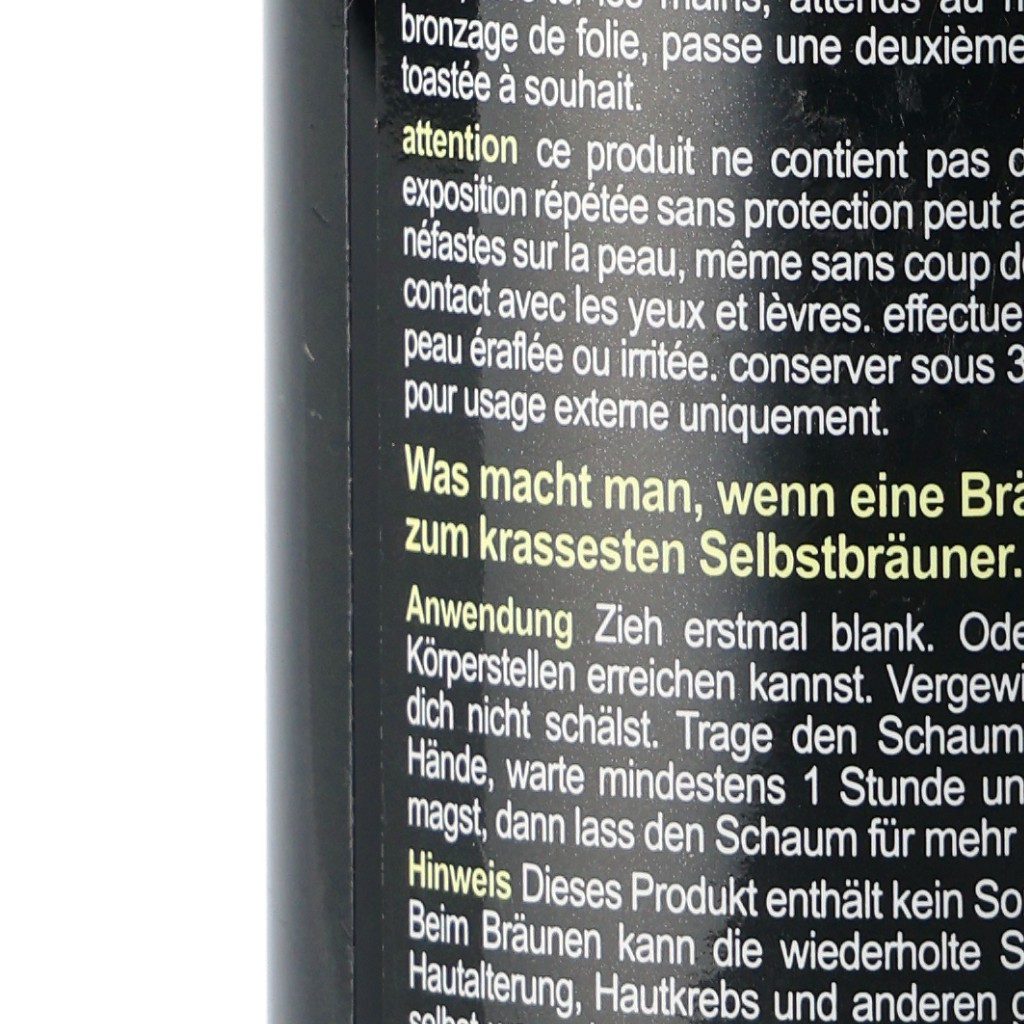 mains, attends au
bronzage de folie, passe une deuxième
toastée à souhait.
attention ce produit ne contient pas
exposition répétée sans protection peut
néfastes sur la peau, même sans coup
contact avec les yeux et lèvres.
peau éraflée ou irritée. conserver sous
pour usage externe uniquement.
Was macht man, wenn eine
zum krassesten Selbstbräuner.
Anwendung Zieh erstmal blank.
Körperstellen erreichen kannst.
dich nicht schälst. Trage den Schaum
Hände, warte mindestens 1 Stunde
magst, dann lass den Schaum für mehr
Hinweis Dieses Produkt enthält kein
Beim Bräunen kann die wiederholte
Hautalterung, Hautkrebs und anderen